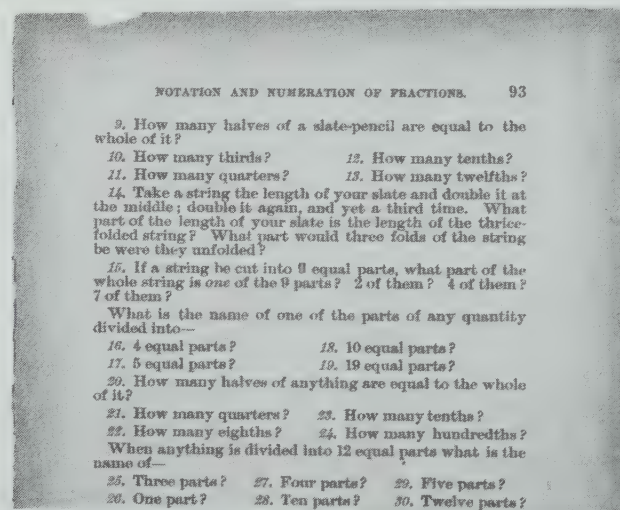 NOTATION AND NUMERATION OF FRACTIONS. 93
9. How many halves of a slate-pencil are equal to the
whole of it?
10. How many thirds? 12. How many tenths?
11. How many quarters? 13. How many twelfths?
14. Take a string the length of your slate and double it at
the middle; double it again, and yet a third time. What
part of the length of your slate is the length of the thrice-
folded string? What part would three folds of the string
be were they unfolded?
15. If a string be cut into 9 equal parts, what part of the
whole string is one of the 9 parts? 2 of them? 4 of them?
7 of them?
What is the name of one of the parts of any quantity
divided into—
16. 4 equal parts? 18. 10 equal parts?
17. 5 equal parts? 19. 19 equal parts?
20. How many halves of anything are equal to the whole
of it?
21. How many quarters? 23. How many tenths?
22. How many eighths? 24. How many hundredths?
When anything is divided into 12 equal parts what is the
name of—
25. Three parts? 27. Four parts? 29. Five parts?
26. One part? 28. Ten parts? 30. Twelve parts?